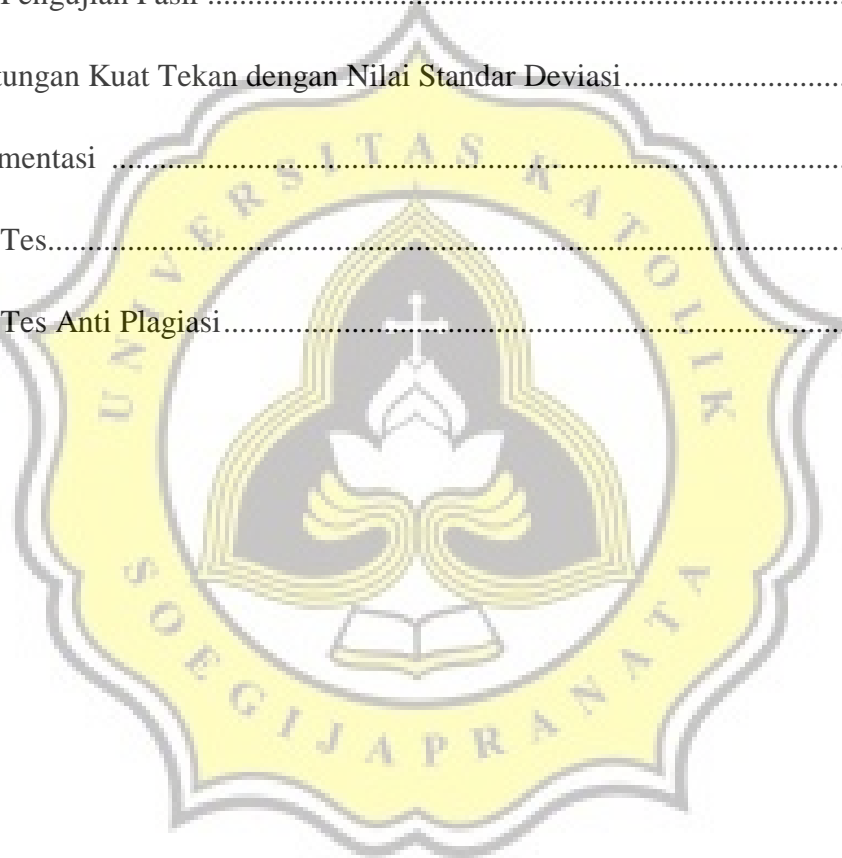 Pengujian Pasir ..........................................................................
tungan Kuat Tekan dengan Nilai Standar Deviasi..........................
mentasi ......................................................................................
Tes..............................................................................................
Tes Anti Plagiasi..........................................................................
UNIVERSITAS KATOLIK
SOEGIJAPRANATA